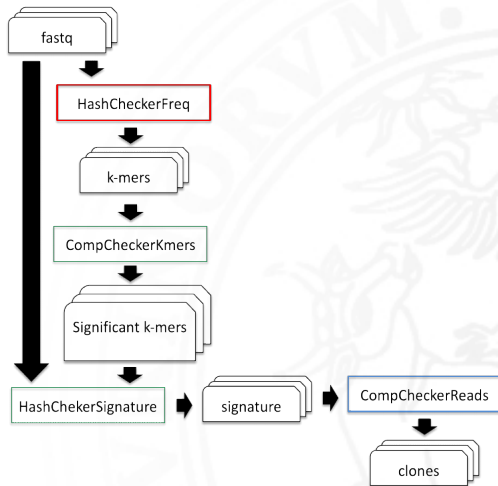 fastq
HashCheckerFreq
k-mers
CompCheckerKmers
Significant k-mers
HashChekerSignature
signature
CompCheckerReads
clones